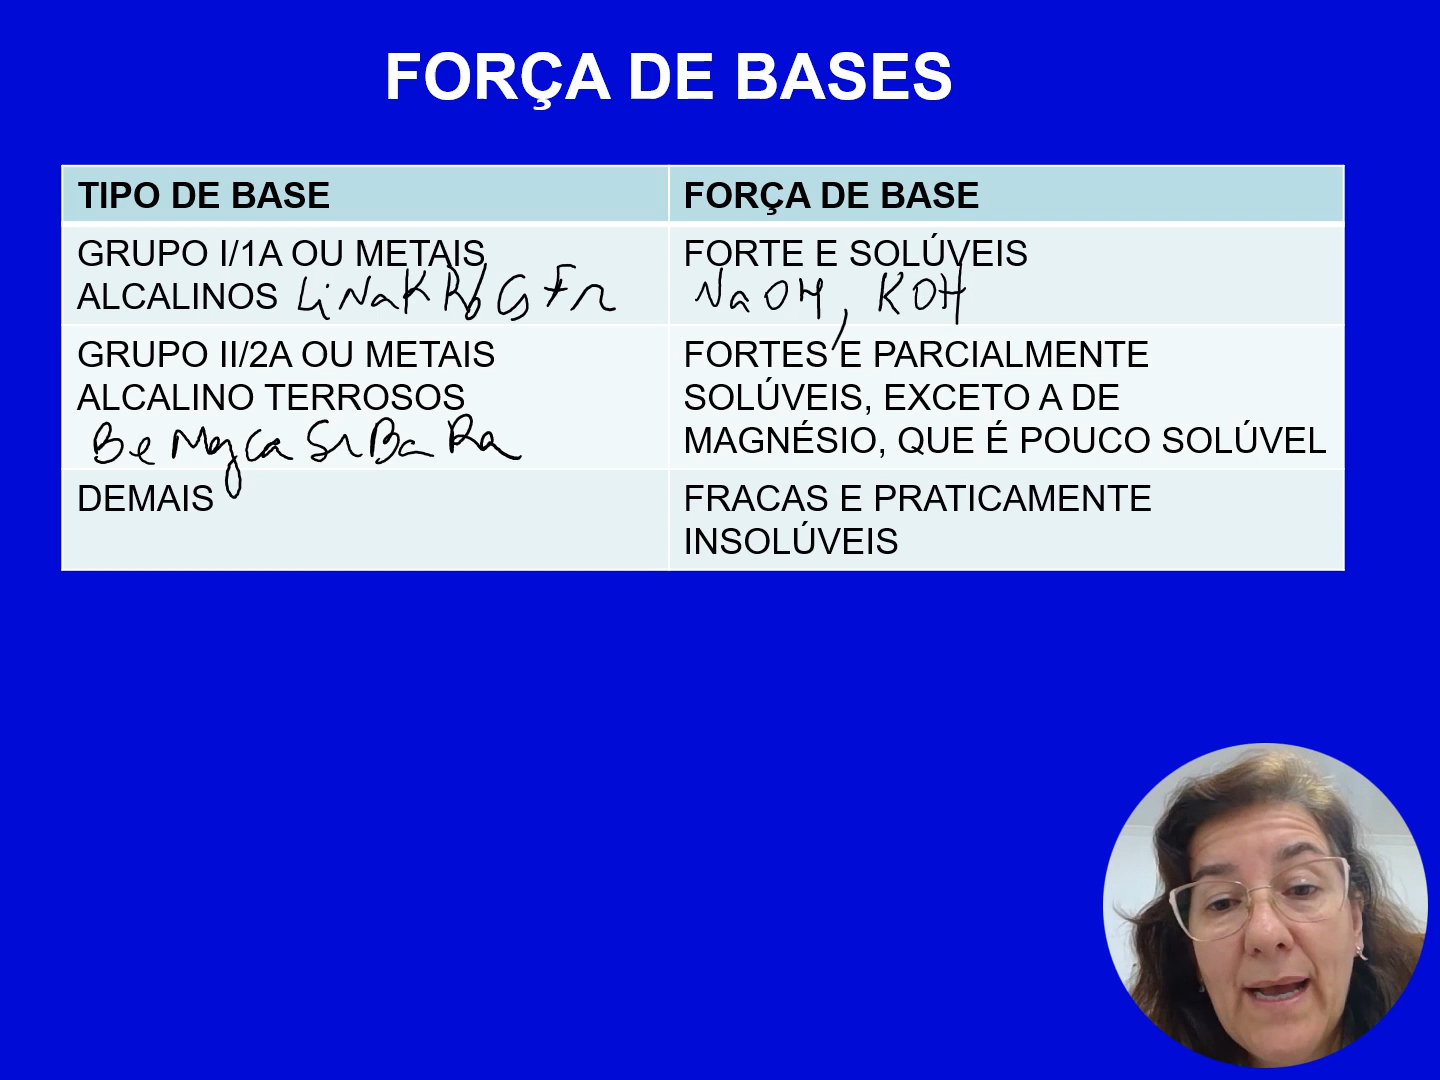 FORÇA DE BASES
TIPO DE BASE
FORÇA DE BASE
GRUPO I/1A OU METAIS
ALCALINOS Li Na K Rb Cs Fr
FORTE E SOLÚVEIS
NaOH, KOH
GRUPO II/2A OU METAIS
ALCALINO TERROSOS
Be Mg Ca Sr Ba Ra
FORTES E PARCIALMENTE
SOLÚVEIS, EXCETO A DE
MAGNÉSIO, QUE É POUCO SOLÚVEL
DEMAIS
FRACAS E PRATICAMENTE
INSOLÚVEIS